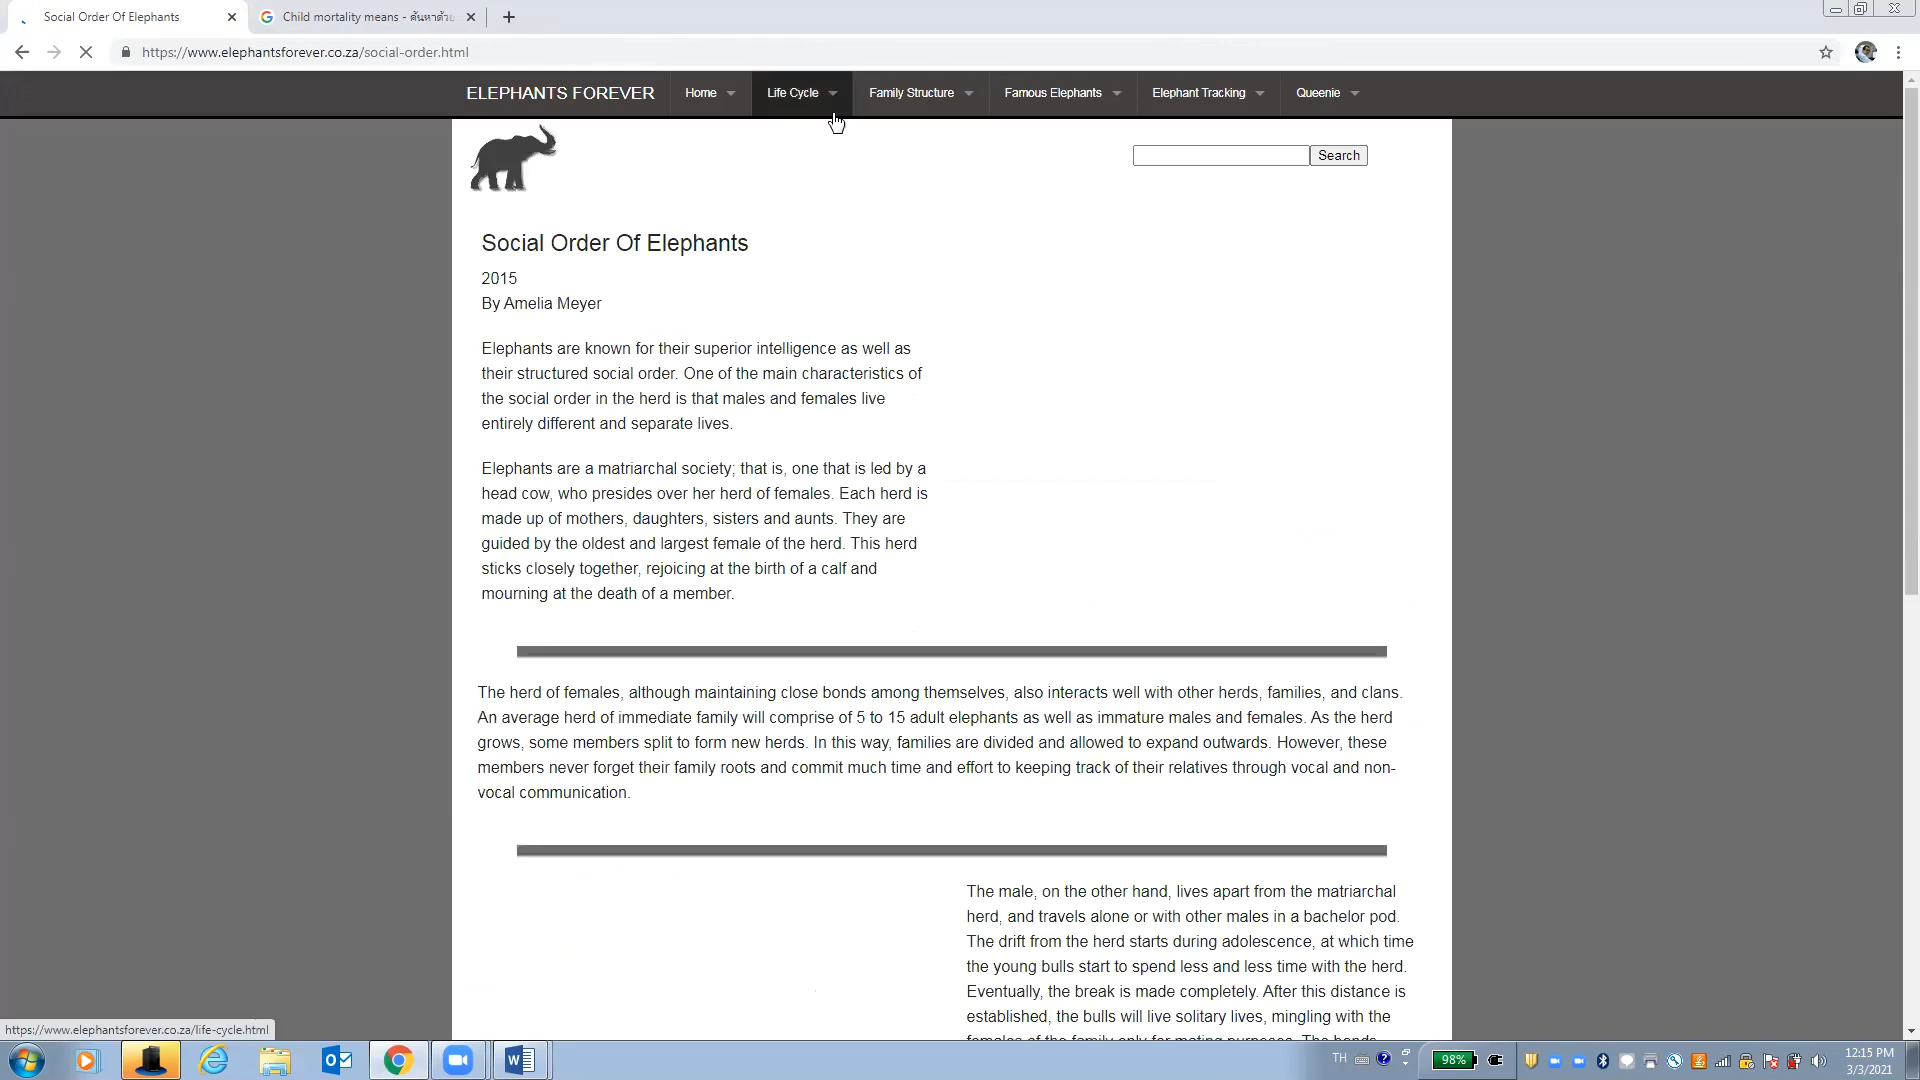 Social Order Of Elephants
Child mortality means - ค้นหาด้วย
https://www.elephantsforever.co.za/social-order.html
ELEPHANTS FOREVER
Home
Life Cycle
Family Structure
Famous Elephants
Elephant Tracking
Queenie
Search
Social Order Of Elephants
2015
By Amelia Meyer
Elephants are known for their superior intelligence as well as
their structured social order. One of the main characteristics of
the social order in the herd is that males and females live
entirely different and separate lives.
Elephants are a matriarchal society; that is, one that is led by a
head cow, who presides over her herd of females. Each herd is
made up of mothers, daughters, sisters and aunts. They are
guided by the oldest and largest female of the herd. This herd
sticks closely together, rejoicing at the birth of a calf and
mourning at the death of a member.
The herd of females, although maintaining close bonds among themselves, also interacts well with other herds, families, and clans.
An average herd of immediate family will comprise of 5 to 15 adult elephants as well as immature males and females. As the herd
grows, some members split to form new herds. In this way, families are divided and allowed to expand outwards. However, these
members never forget their family roots and commit much time and effort to keeping track of their relatives through vocal and non-
vocal communication.
The male, on the other hand, lives apart from the matriarchal
herd, and travels alone or with other males in a bachelor pod.
The drift from the herd starts during adolescence, at which time
the young bulls start to spend less and less time with the herd.
Eventually, the break is made completely. After this distance is
established, the bulls will live solitary lives, mingling with the
females of the family only for mating purposes. The bonds
https://www.elephantsforever.co.za/life-cycle.html
TH
98%
12:15 PM
3/3/2021